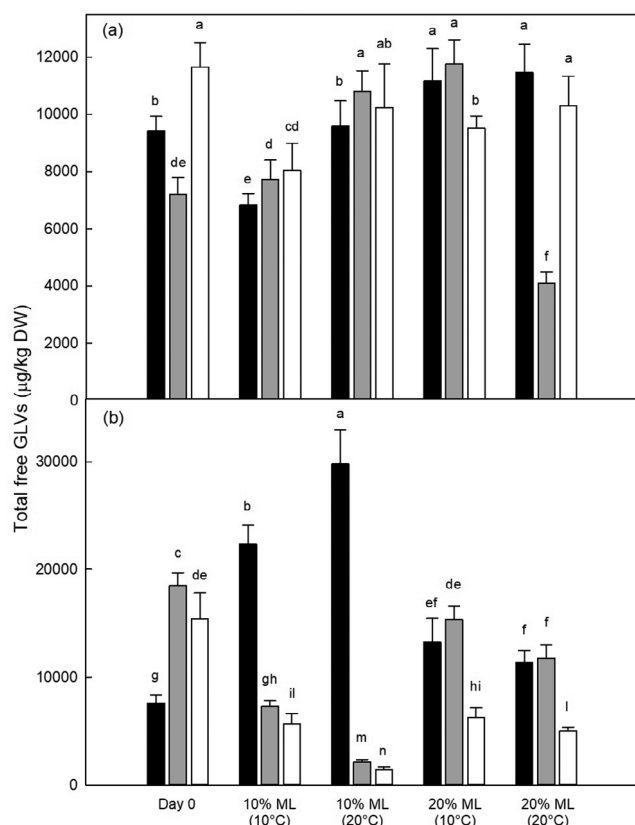 (a)
a
b
de
e
d
cd
b
a
ab
a
a
b
a
f
a
12000
10000
8000
6000
4000
2000
0
Total free GLVs (µg/kg DW)
(b)
g
c
de
b
gh
il
a
m
n
ef
de
hi
f
f
l
30000
20000
10000
0
Day 0 10% ML 10% ML 20% ML 20% ML
(10°C) (20°C) (10°C) (20°C)